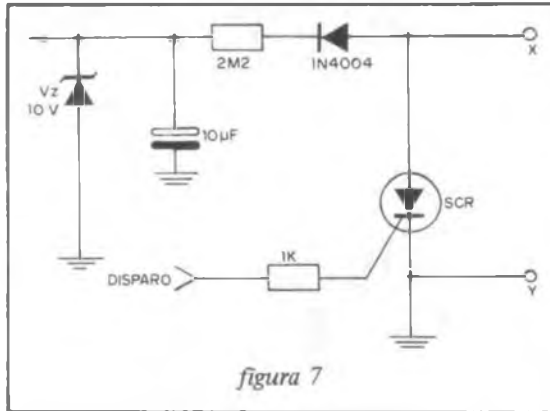 2M2
1N4004
X
Vz
10 V
10µF
SCR
1K
DISPARO
Y
figura 7